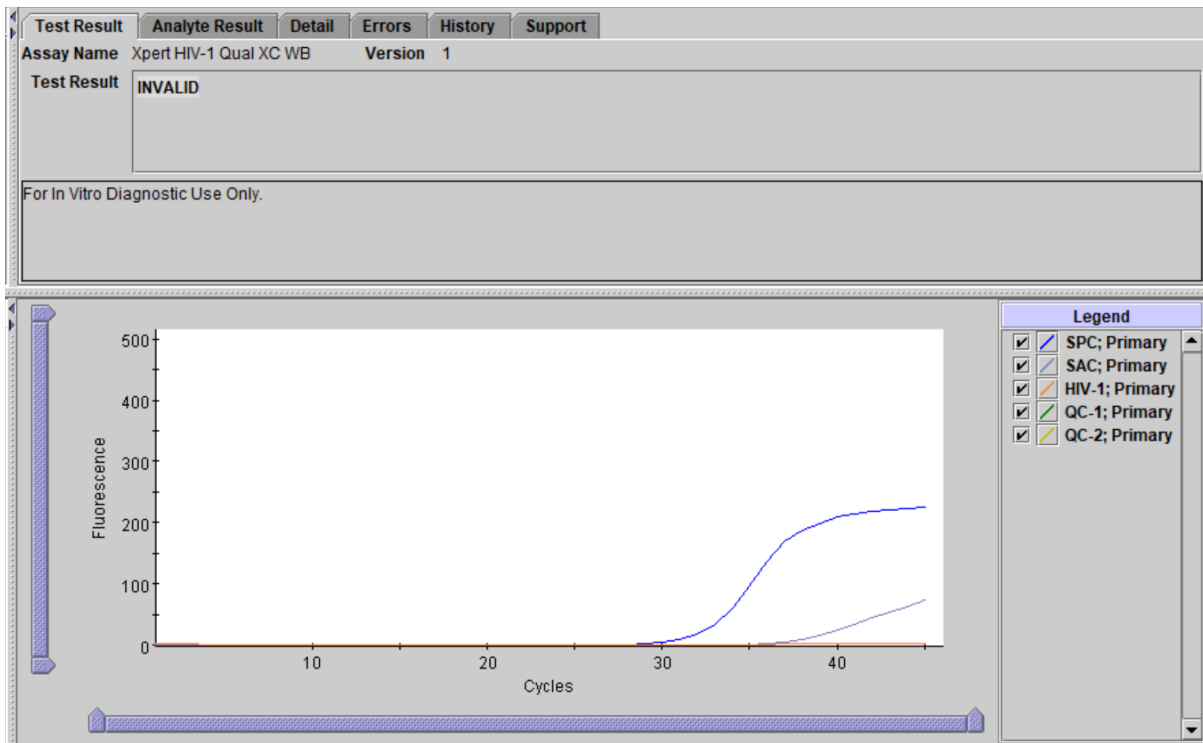 Test Result Analyte Result Detail Errors History Support
Assay Name Xpert HIV-1 Qual XC WB Version 1
Test Result INVALID
For In Vitro Diagnostic Use Only.
Legend
SPC; Primary
SAC; Primary
HIV-1; Primary
QC-1; Primary
QC-2; Primary
500
400
300
200
100
0
Fluorescence
10 20 30 40
Cycles